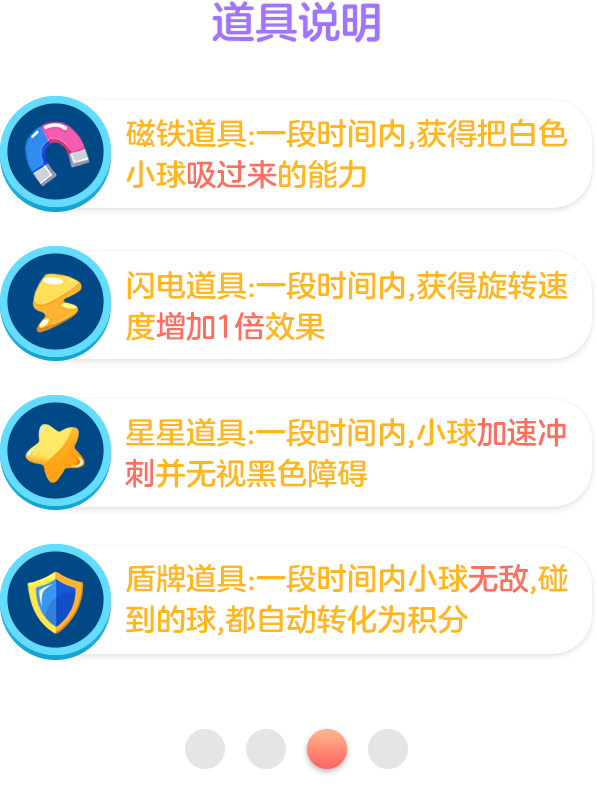 道具说明
磁铁道具:一段时间内,获得把白色
小球吸过来的能力
闪电道具:一段时间内,获得旋转速
度增加1倍效果
星星道具:一段时间内,小球加速冲
刺并无视黑色障碍
盾牌道具:一段时间内小球无敌,碰
到的球,都自动转化为积分